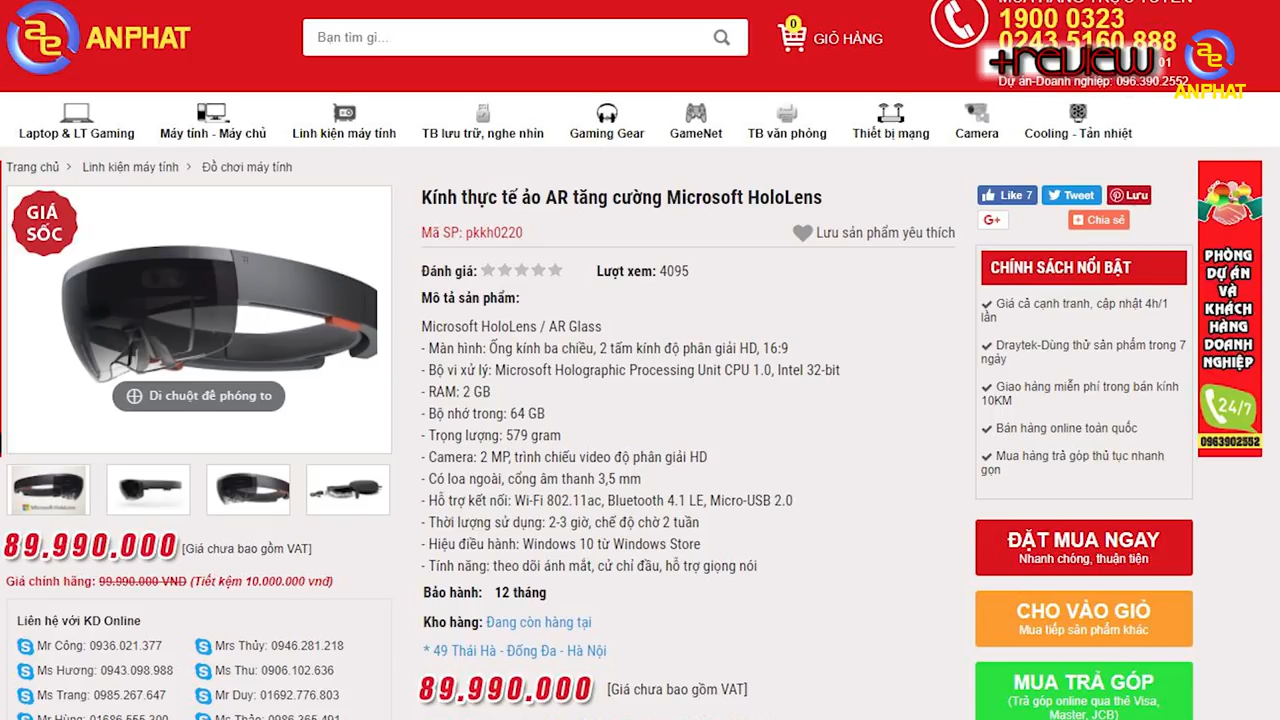 ANPHAT
Bạn tìm gì...
0
GIỎ HÀNG
MUA HÀNG TRỰC TUYẾN
1900 0323
0243 5160 888
+review
01
Dự án-Doanh nghiệp: 096.390.2552
ANPHAT
Laptop & LT Gaming
Máy tính - Máy chủ
Linh kiện máy tính
TB lưu trữ, nghe nhìn
Gaming Gear
GameNet
TB văn phòng
Thiết bị mạng
Camera
Cooling - Tản nhiệt
Trang chủ > Linh kiện máy tính > Đồ chơi máy tính
GIÁ
SỐC
Di chuột để phóng to
Microsoft HoloLens
89.990.000 [Giá chưa bao gồm VAT]
Giá chính hãng: 99.990.000 VNĐ (Tiết kệm 10.000.000 vnđ)
Liên hệ với KD Online
Mr Công: 0936.021.377
Mrs Thủy: 0946.281.218
Ms Hương: 0943.098.988
Ms Thu: 0906.102.636
Ms Trang: 0985.267.647
Mr Duy: 01692.776.803
Mr Hùng: 01686.555.300
Ms Thảo: 0986.365.491
Kính thực tế ảo AR tăng cường Microsoft HoloLens
Mã SP: pkkh0220
Lưu sản phẩm yêu thích
Đánh giá:
Lượt xem: 4095
Mô tả sản phẩm:
Microsoft HoloLens / AR Glass
- Màn hình: Ống kính ba chiều, 2 tấm kính độ phân giải HD, 16:9
- Bộ vi xử lý: Microsoft Holographic Processing Unit CPU 1.0, Intel 32-bit
- RAM: 2 GB
- Bộ nhớ trong: 64 GB
- Trọng lượng: 579 gram
- Camera: 2 MP, trình chiếu video độ phân giải HD
- Có loa ngoài, cổng âm thanh 3,5 mm
- Hỗ trợ kết nối: Wi-Fi 802.11ac, Bluetooth 4.1 LE, Micro-USB 2.0
- Thời lượng sử dụng: 2-3 giờ, chế độ chờ 2 tuần
- Hiệu điều hành: Windows 10 từ Windows Store
- Tính năng: theo dõi ánh mắt, cử chỉ đầu, hỗ trợ giọng nói
Bảo hành: 12 tháng
Kho hàng: Đang còn hàng tại
* 49 Thái Hà - Đống Đa - Hà Nội
89.990.000 [Giá chưa bao gồm VAT]
Like 7
Tweet
Lưu
G+
Chia sẻ
CHÍNH SÁCH NỔI BẬT
Giá cả cạnh tranh, cập nhật 4h/1
lần
Draytek-Dùng thử sản phẩm trong 7
ngày
Giao hàng miễn phí trong bán kính
10KM
Bán hàng online toàn quốc
Mua hàng trả góp thủ tục nhanh
gọn
ĐẶT MUA NGAY
Nhanh chóng, thuận tiện
CHO VÀO GIỎ
Mua tiếp sản phẩm khác
MUA TRẢ GÓP
(Trả góp online qua thẻ Visa,
Master, JCB)
PHÒNG
DỰ ÁN
VÀ
KHÁCH
HÀNG
DOANH
NGHIỆP
24/7
0963902552